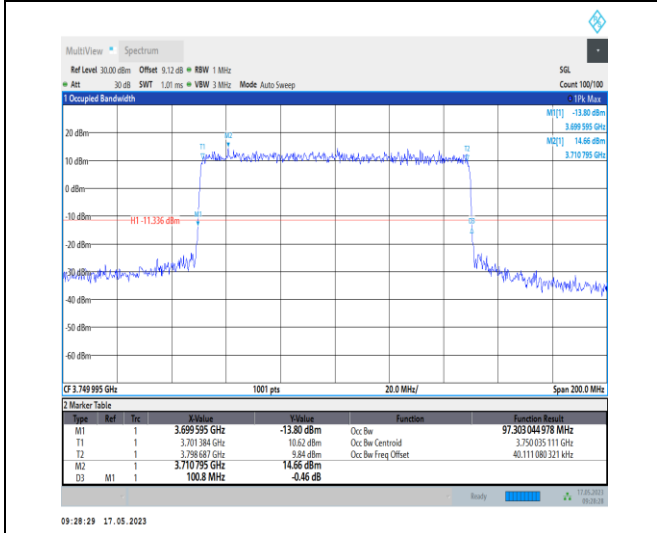 MultiView Spectrum
Ref Level 30.00 dBm Offset 9.12 dB RBW 1 MHz SGL
Att 30 dB SWT 1.01 ms VBW 3 MHz Mode Auto Sweep Count 100/100
1 Occupied Bandwidth 1Pk Max
M1[1] -13.80 dBm
3.699 595 GHz
M2[1] 14.66 dBm
3.710 795 GHz
20 dBm
10 dBm
0 dBm
-10 dBm
-20 dBm
-30 dBm
-40 dBm
-50 dBm
-60 dBm
T1
M2
T2
H1 -11.336 dBm
M1
D3
CF 3.749 995 GHz 1001 pts 20.0 MHz/ Span 200.0 MHz
2 Marker Table
Type Ref Trc X-Value Y-Value Function Function Result
M1 1 3.699 595 GHz -13.80 dBm Occ Bw 97.303 044 978 MHz
T1 1 3.701 384 GHz 10.62 dBm Occ Bw Centroid 3.750 035 111 GHz
T2 1 3.798 687 GHz 9.84 dBm Occ Bw Freq Offset 40.111 080 321 kHz
M2 1 3.710 795 GHz 14.66 dBm
D3 M1 1 100.8 MHz -0.46 dB
Ready 17.05.2023
09:28:28
09:28:29 17.05.2023